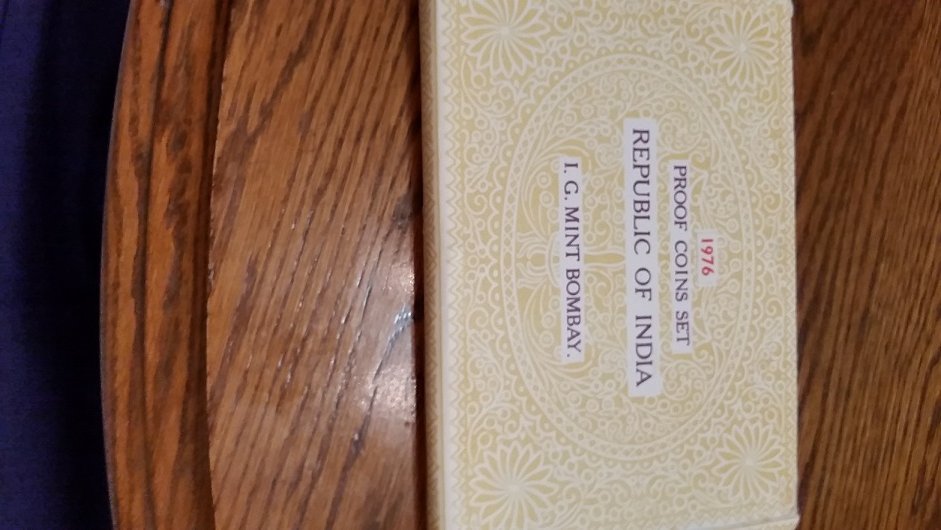 1976
PROOF COINS SET
REPUBLIC OF INDIA
I. G. MINT BOMBAY.